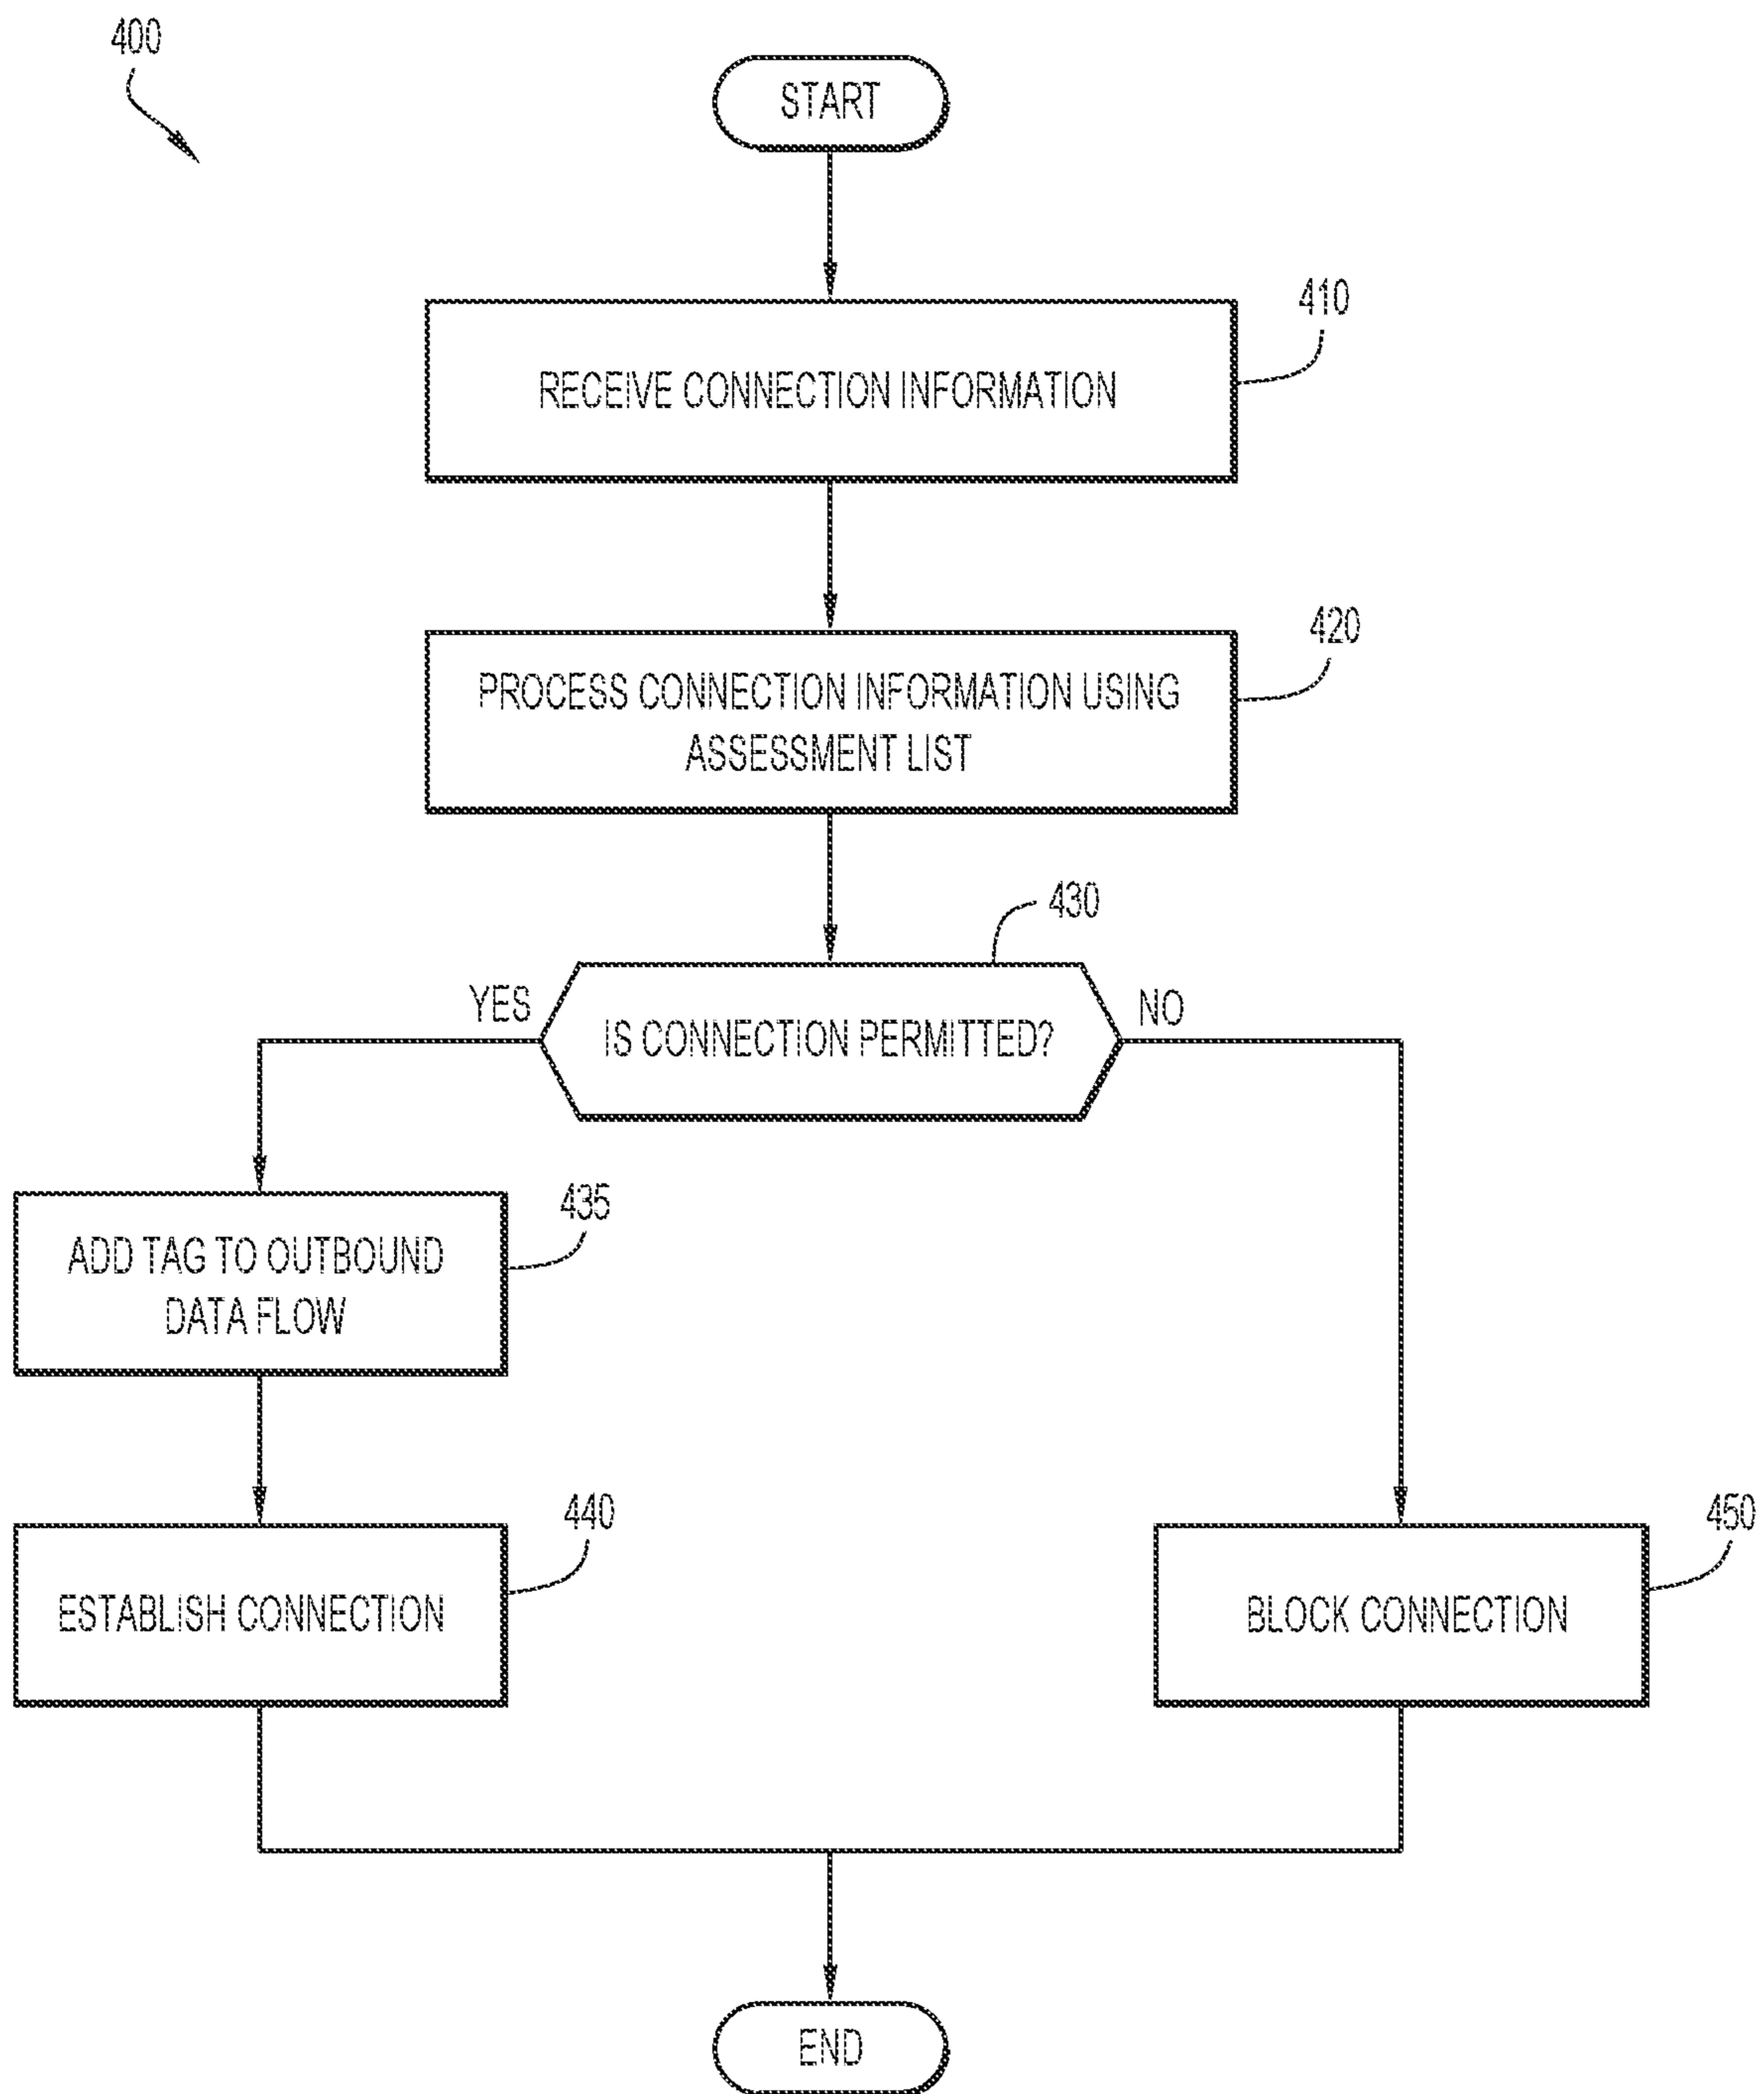 400
START
410
RECEIVE CONNECTION INFORMATION
420
PROCESS CONNECTION INFORMATION USING
ASSESSMENT LIST
430
YES
IS CONNECTION PERMITTED?
NO
435
ADD TAG TO OUTBOUND
DATA FLOW
440
ESTABLISH CONNECTION
450
BLOCK CONNECTION
END